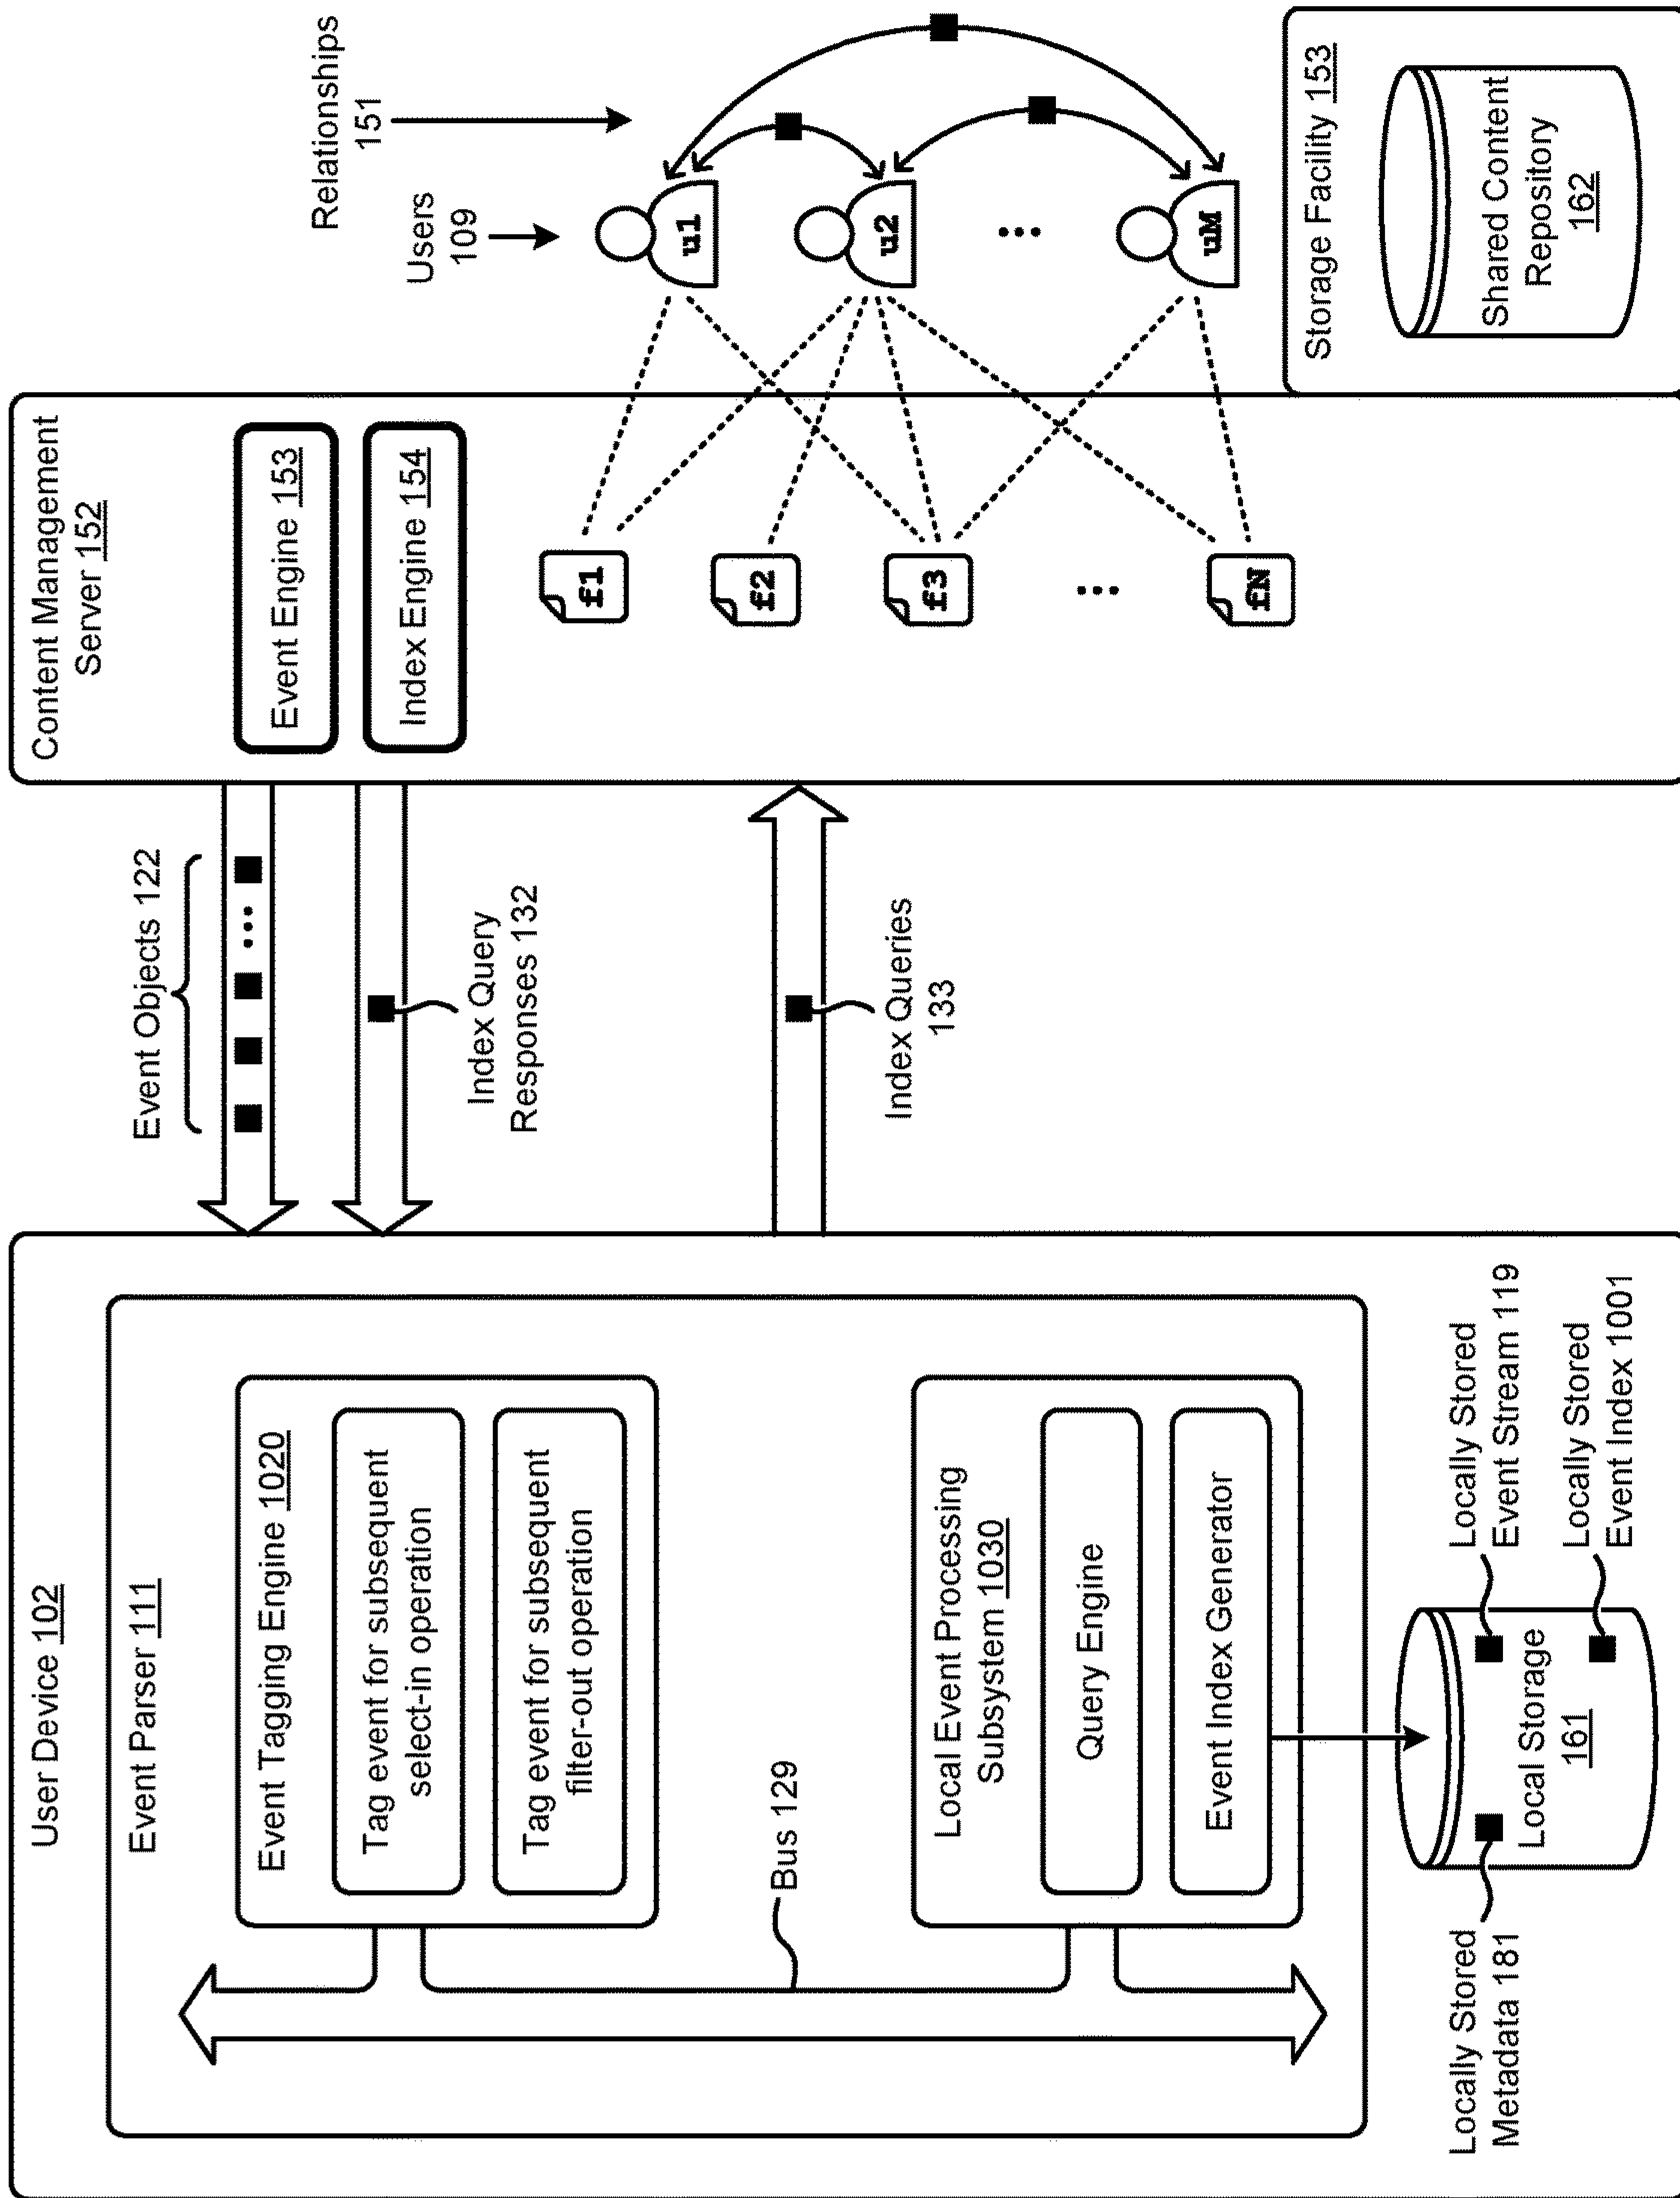 User Device 102
Event Parser 111
Event Tagging Engine 1020
Tag event for subsequent
select-in operation
Tag event for subsequent
filter-out operation
Bus 129
Local Event Processing
Subsystem 1030
Query Engine
Event Index Generator
Locally Stored
Metadata 181
Local Storage
161
Locally Stored
Event Stream 119
Locally Stored
Event Index 1001
Event Objects 122
Index Query
Responses 132
Index Queries
133
Content Management
Server 152
Event Engine 153
Index Engine 154
f1
f2
f3
fN
Relationships
151
Users
109
u1
u2
uM
Storage Facility 153
Shared Content
Repository
162